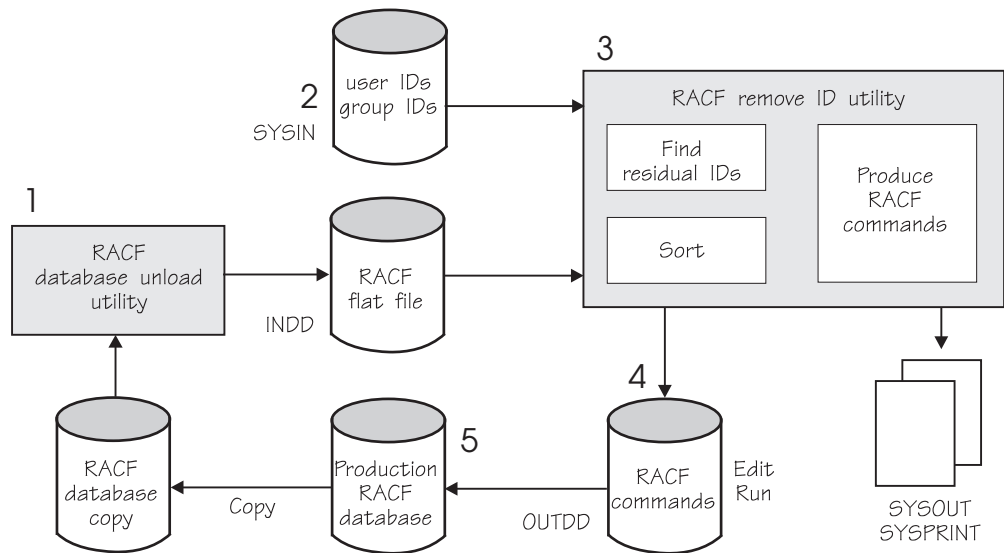 1
RACF
database unload
utility
2
user IDs
group IDs
SYSIN
RACF
flat file
INDD
3
RACF remove ID utility
Find
residual IDs
Sort
Produce
RACF
commands
4
RACF
commands
Edit
Run
OUTDD
SYSOUT
SYSPRINT
5
Production
RACF
database
Copy
RACF
database
copy